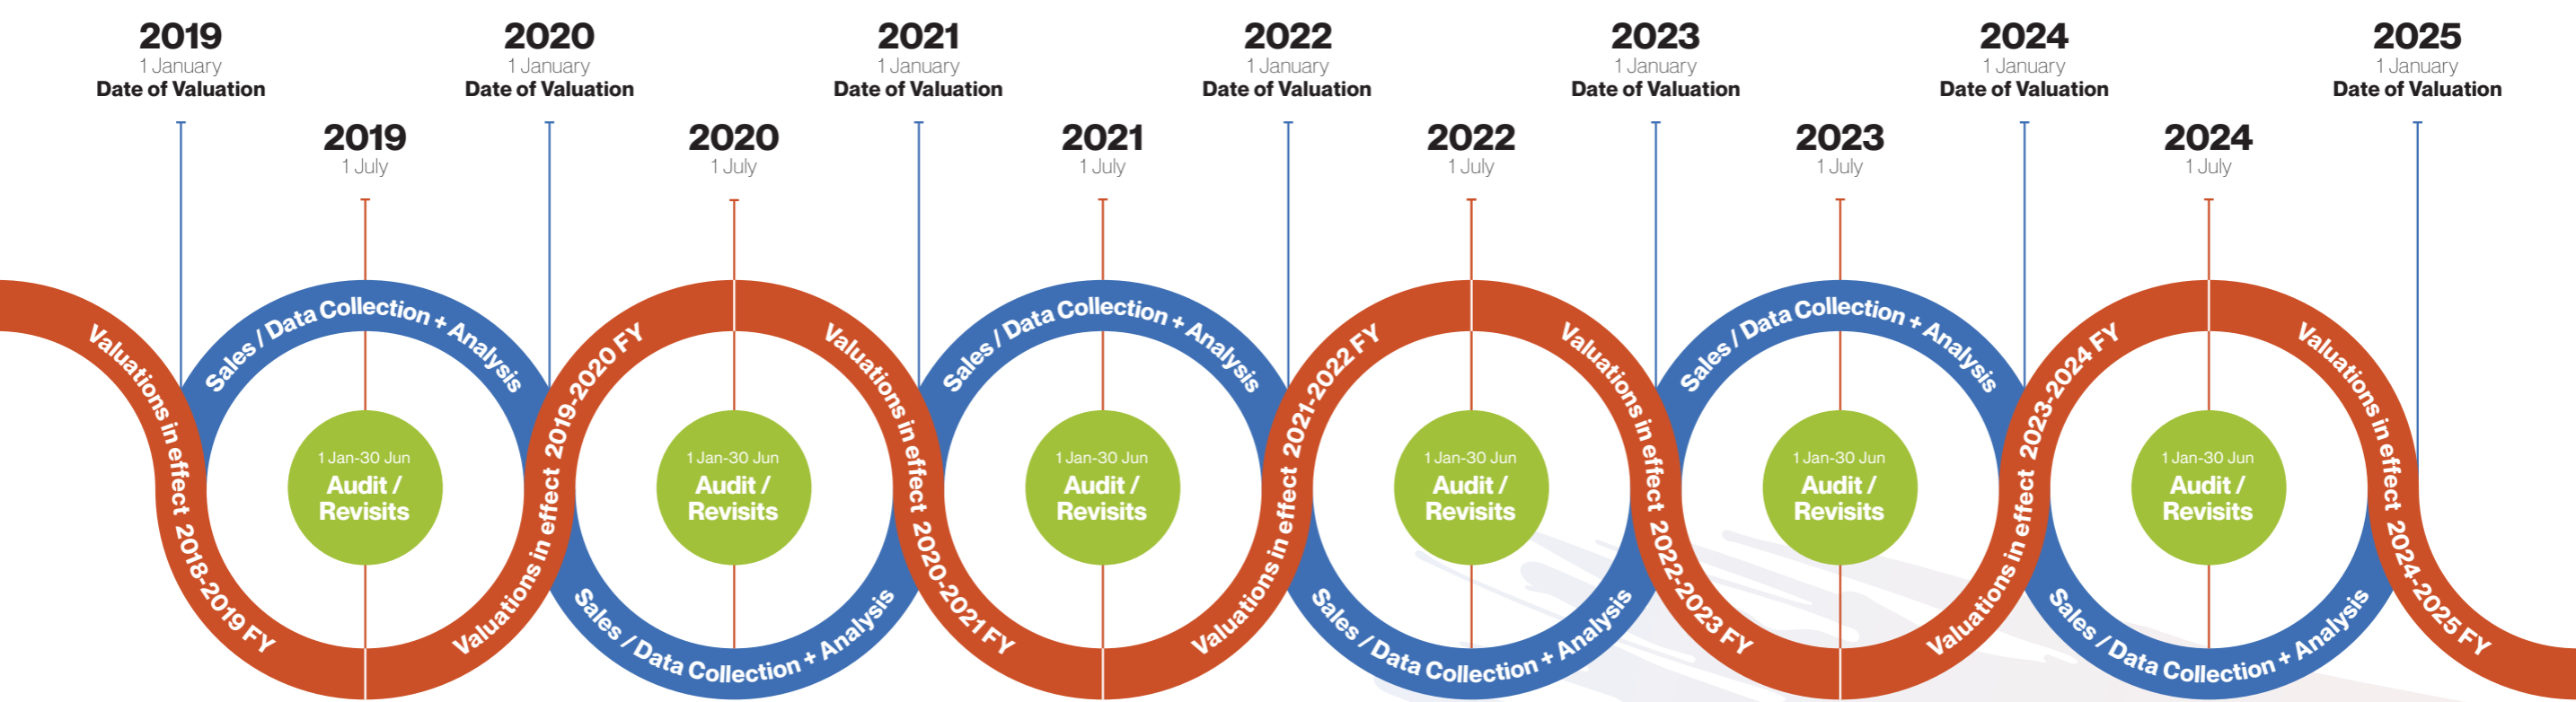 2019
1 January
Date of Valuation
2020
1 January
Date of Valuation
2021
1 January
Date of Valuation
2022
1 January
Date of Valuation
2023
1 January
Date of Valuation
2024
1 January
Date of Valuation
2025
1 January
Date of Valuation
2019
1 July
2020
1 July
2021
1 July
2022
1 July
2023
1 July
2024
1 July
Valuations in effect 2018-2019 FY
Sales / Data Collection + Analysis
1 Jan-30 Jun
Audit /
Revisits
Valuations in effect 2019-2020 FY
1 Jan-30 Jun
Audit /
Revisits
Sales / Data Collection + Analysis
Valuations in effect 2020-2021 FY
Sales / Data Collection + Analysis
1 Jan-30 Jun
Audit /
Revisits
Valuations in effect 2021-2022 FY
1 Jan-30 Jun
Audit /
Revisits
Sales / Data Collection + Analysis
Valuations in effect 2022-2023 FY
Sales / Data Collection + Analysis
1 Jan-30 Jun
Audit /
Revisits
Valuations in effect 2023-2024 FY
1 Jan-30 Jun
Audit /
Revisits
Sales / Data Collection + Analysis
Valuations in effect 2024-2025 FY